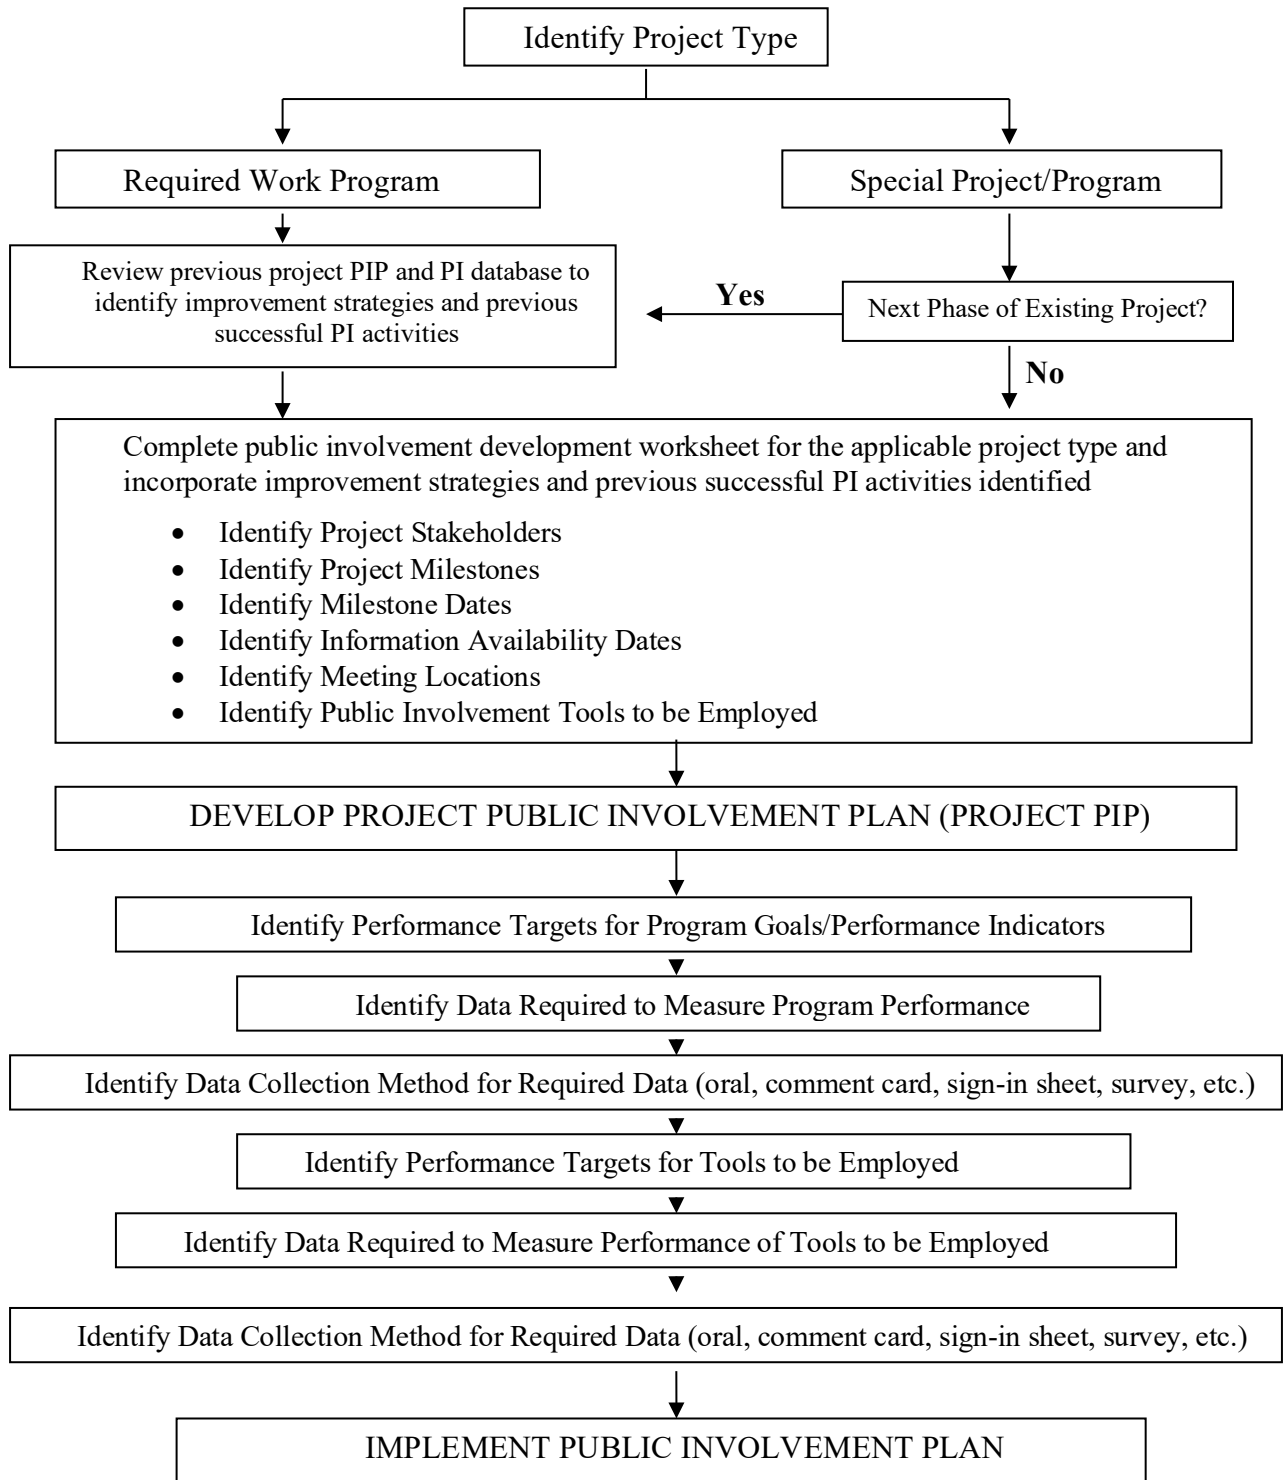 Identify Project Type
Required Work Program
Special Project/Program
Review previous project PIP and PI database to
identify improvement strategies and previous
successful PI activities
Yes
Next Phase of Existing Project?
No
Complete public involvement development worksheet for the applicable project type and
incorporate improvement strategies and previous successful PI activities identified
• Identify Project Stakeholders
• Identify Project Milestones
• Identify Milestone Dates
• Identify Information Availability Dates
• Identify Meeting Locations
• Identify Public Involvement Tools to be Employed
DEVELOP PROJECT PUBLIC INVOLVEMENT PLAN (PROJECT PIP)
Identify Performance Targets for Program Goals/Performance Indicators
Identify Data Required to Measure Program Performance
Identify Data Collection Method for Required Data (oral, comment card, sign-in sheet, survey, etc.)
Identify Performance Targets for Tools to be Employed
Identify Data Required to Measure Performance of Tools to be Employed
Identify Data Collection Method for Required Data (oral, comment card, sign-in sheet, survey, etc.)
IMPLEMENT PUBLIC INVOLVEMENT PLAN